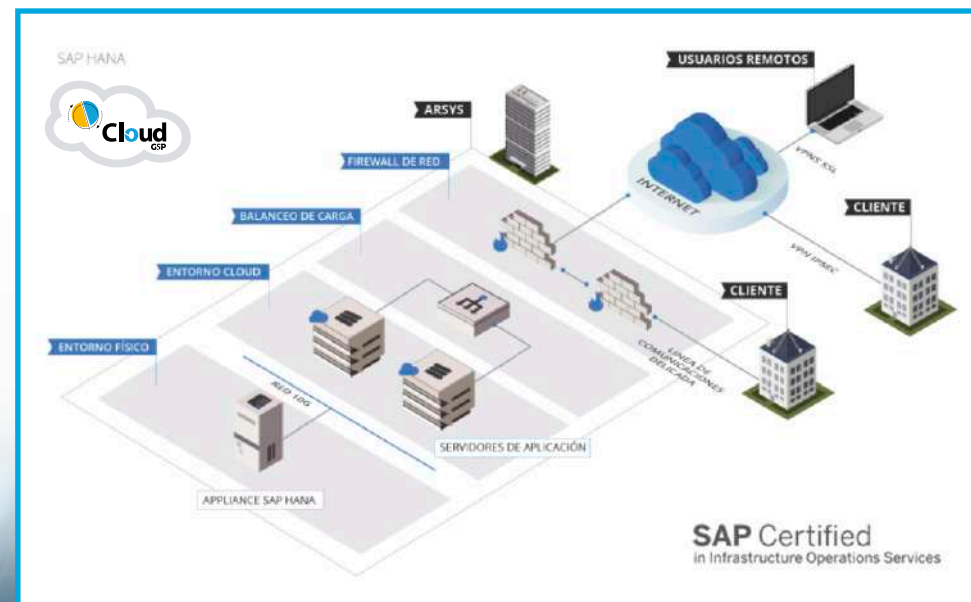 SAP HANA
Cloud
GSP
USUARIOS REMOTOS
ARSYS
FIREWALL DE RED
VPNS SSL
INTERNET
BALANCEO DE CARGA
CLIENTE
VPN IPSEC
ENTORNO CLOUD
CLIENTE
ENTORNO FÍSICO
LINEA DE
COMUNICACIONES
DELICADA
RED 10G
SERVIDORES DE APLICACIÓN
APPLIANCE SAP HANA
SAP Certified
in Infrastructure Operations Services